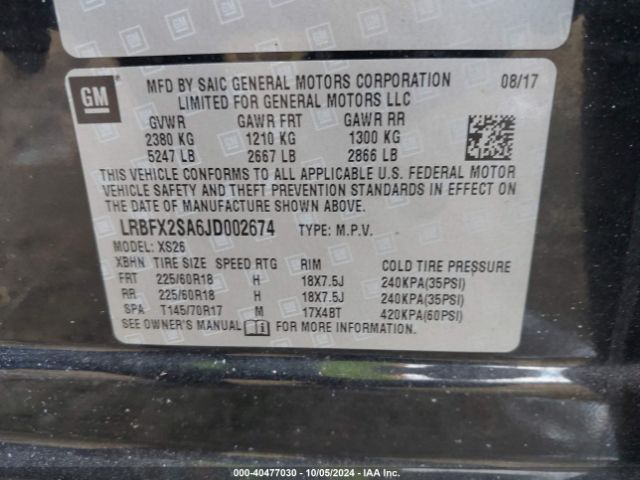 GM
MFD BY SAIC GENERAL MOTORS CORPORATION 08/17
LIMITED FOR GENERAL MOTORS LLC
GVWR GAWR FRT GAWR RR
2380 KG 1210 KG 1300 KG
5247 LB 2667 LB 2866 LB
THIS VEHICLE CONFORMS TO ALL APPLICABLE U.S. FEDERAL MOTOR
VEHICLE SAFETY AND THEFT PREVENTION STANDARDS IN EFFECT ON
THE DATE OF MANUFACTURE SHOWN ABOVE.
LRBFX2SA6JD002674 TYPE: M.P.V.
MODEL: XS26
XBHN TIRE SIZE SPEED RTG RIM COLD TIRE PRESSURE
FRT 225/60R18 H 18X7.5J 240KPA(35PSI)
RR 225/60R18 H 18X7.5J 240KPA(35PSI)
SPA T145/70R17 M 17X4BT 420KPA(60PSI)
SEE OWNER'S MANUAL FOR MORE INFORMATION.
000-40477030 - 10/05/2024 - IAA Inc.